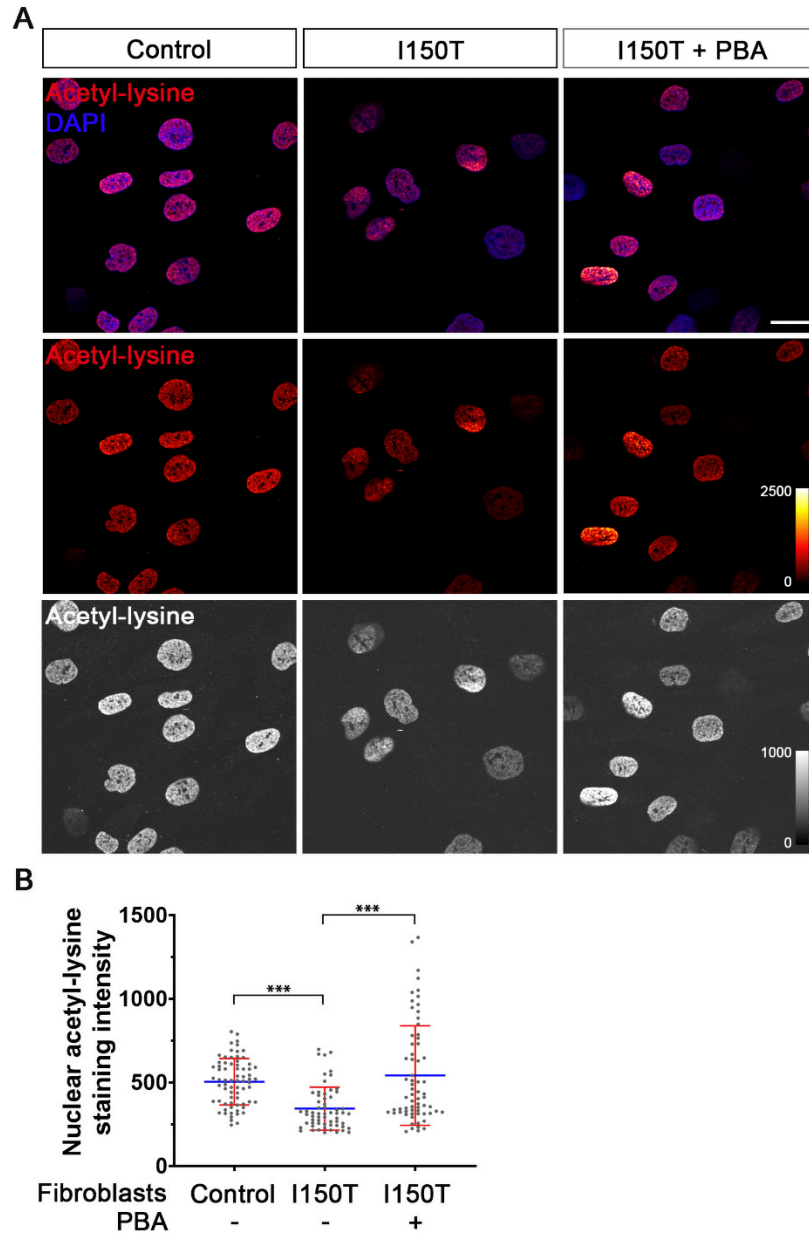 A
Control I150T I150T + PBA
Acetyl-lysine
DAPI
Acetyl-lysine
2500
0
Acetyl-lysine
1000
0
B
Nuclear acetyl-lysine
staining intensity
1500
1000
500
0
***
***
Fibroblasts Control I150T I150T
PBA - - +